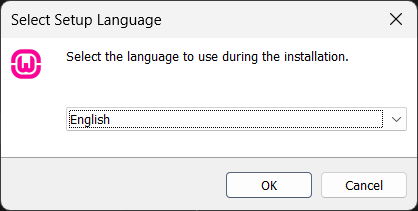 Select Setup Language
Select the language to use during the installation.
English
OK
Cancel